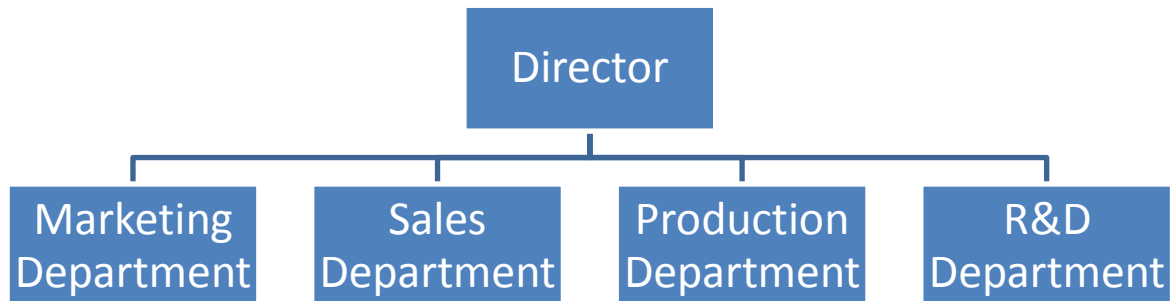 Director
Marketing
Department
Sales
Department
Production
Department
R&D
Department